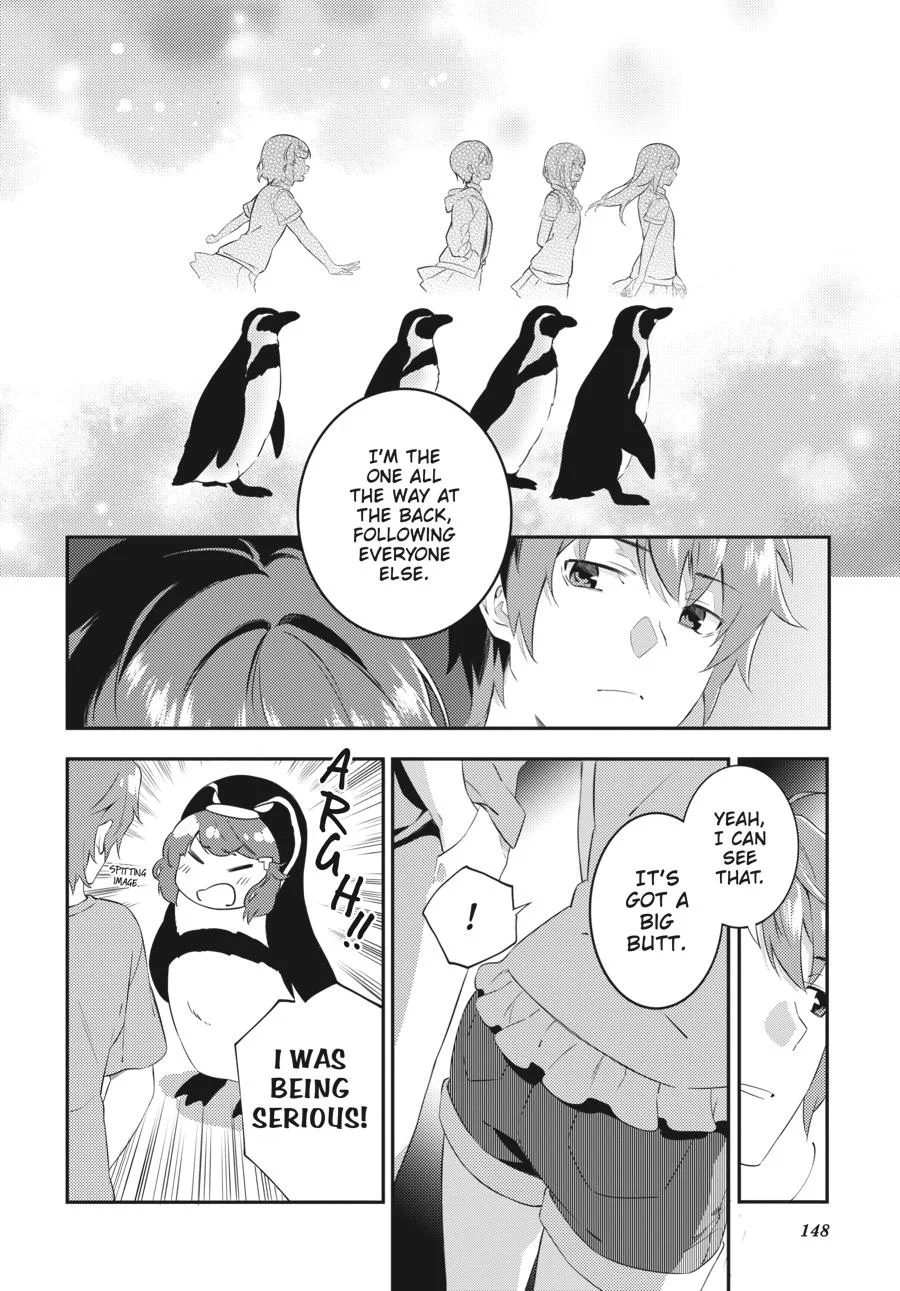 I'M THE
ONE ALL
THE WAY AT
THE BACK,
FOLLOWING
EVERYONE
ELSE.
YEAH,
I CAN
SEE
THAT.
IT'S
GOT A
BIG
BUTT.
!
ARGH!!
SPITTING
IMAGE.
I WAS
BEING
SERIOUS!
148